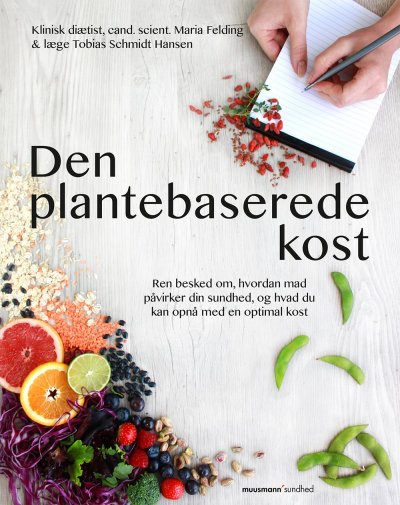 Klinisk diætist, cand. scient. Maria Felding
& læge Tobias Schmidt Hansen
Den
plantebaserede
kost
Ren besked om, hvordan mad
påvirker din sundhed, og hvad du
kan opnå med en optimal kost
muusmann'sundhed